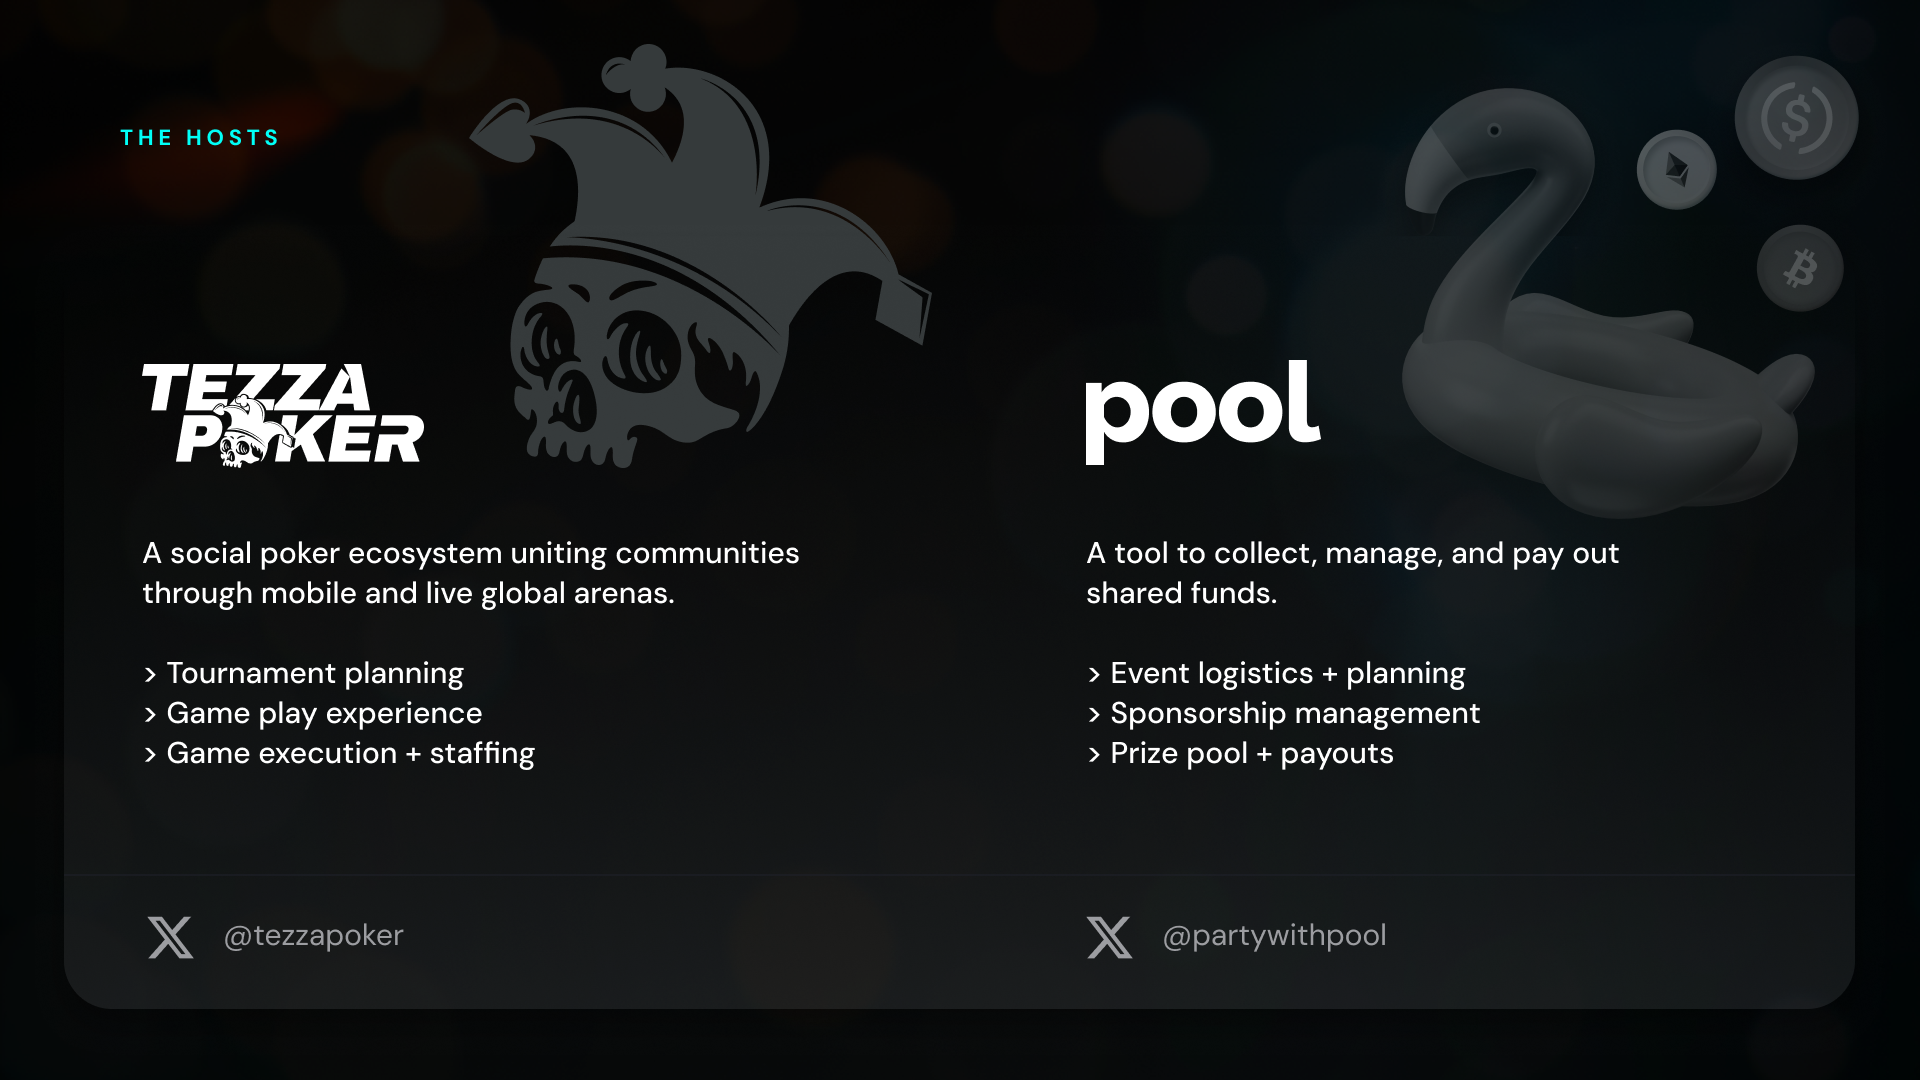 THE HOSTS
TEZZA
POKER
A social poker ecosystem uniting communities
through mobile and live global arenas.
> Tournament planning
> Game play experience
> Game execution + staffing
@tezzapoker
pool
A tool to collect, manage, and pay out
shared funds.
> Event logistics + planning
> Sponsorship management
> Prize pool + payouts
@partywithpool